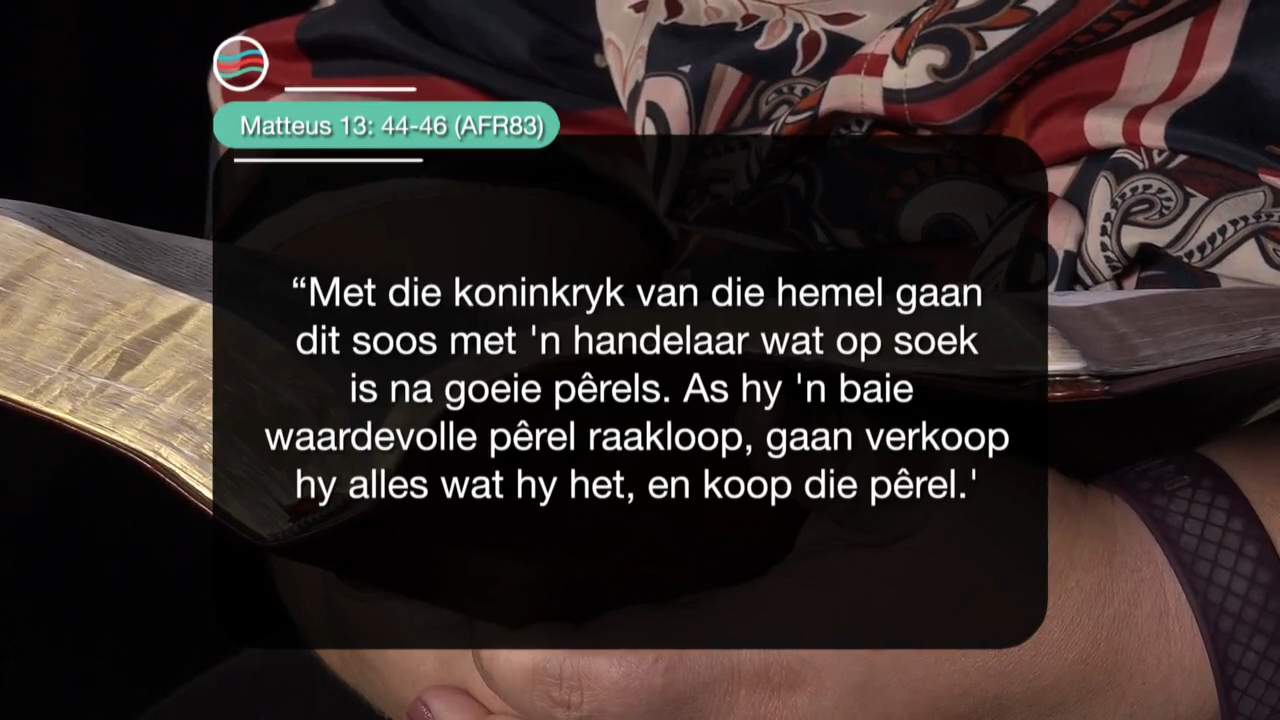 Matteus 13: 44-46 (AFR83)
“Met die koninkryk van die hemel gaan
dit soos met 'n handelaar wat op soek
is na goeie pêrels. As hy 'n baie
waardevolle pêrel raakloop, gaan verkoop
hy alles wat hy het, en koop die pêrel.'